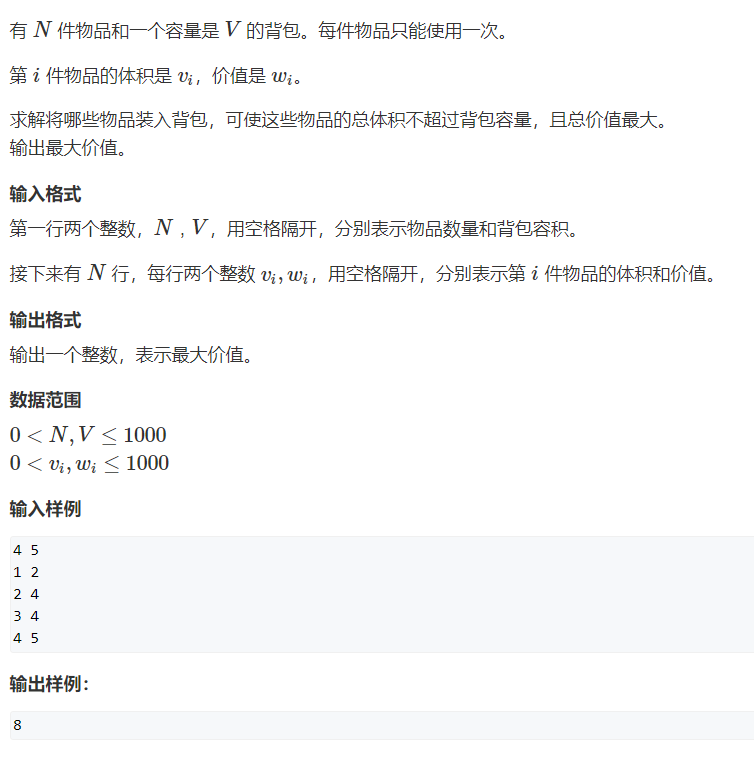 有 N 件物品和一个容量是 V 的背包。每件物品只能使用一次。
第 i 件物品的体积是 vᵢ，价值是 wᵢ。
求解将哪些物品装入背包，可使这些物品的总体积不超过背包容量，且总价值最大。
输出最大价值。
输入格式
第一行两个整数，N，V，用空格隔开，分别表示物品数量和背包容积。
接下来有 N 行，每行两个整数 vᵢ, wᵢ，用空格隔开，分别表示第 i 件物品的体积和价值。
输出格式
输出一个整数，表示最大价值。
数据范围
0 < N, V ≤ 1000
0 < vᵢ, wᵢ ≤ 1000
输入样例
4 5
1 2
2 4
3 4
4 5
输出样例：
8